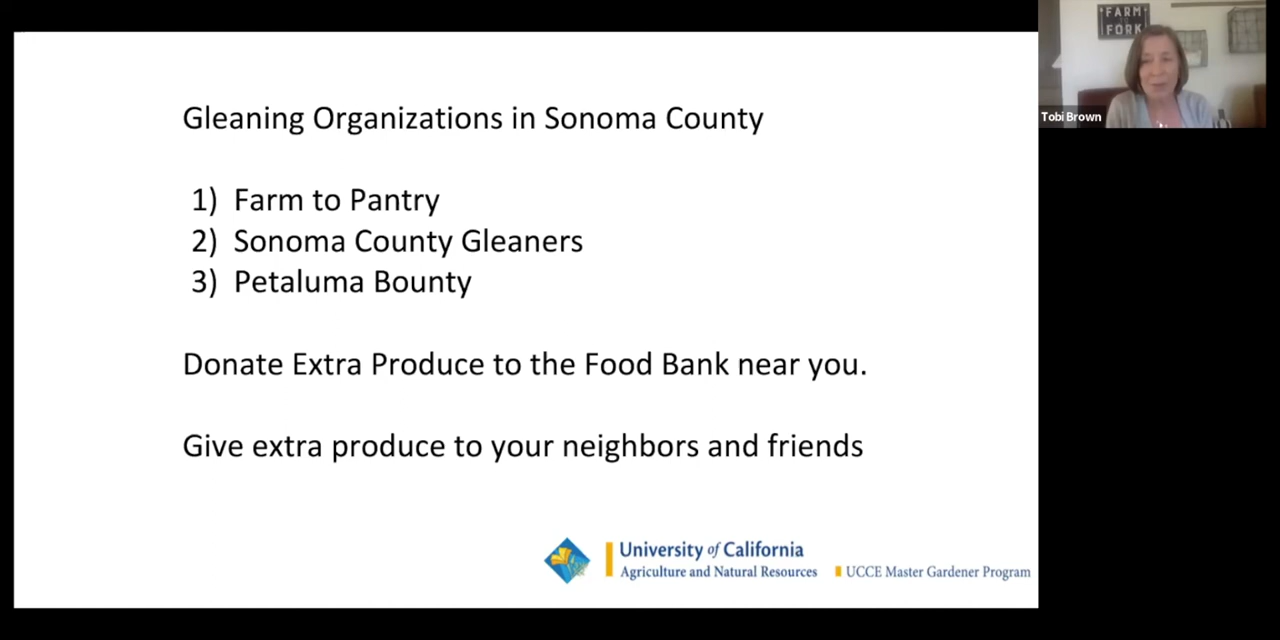 Gleaning Organizations in Sonoma County
1) Farm to Pantry
2) Sonoma County Gleaners
3) Petaluma Bounty
Donate Extra Produce to the Food Bank near you.
Give extra produce to your neighbors and friends
University of California
Agriculture and Natural Resources
UCCE Master Gardener Program
FARM
TO
FORK
Tobi Brown